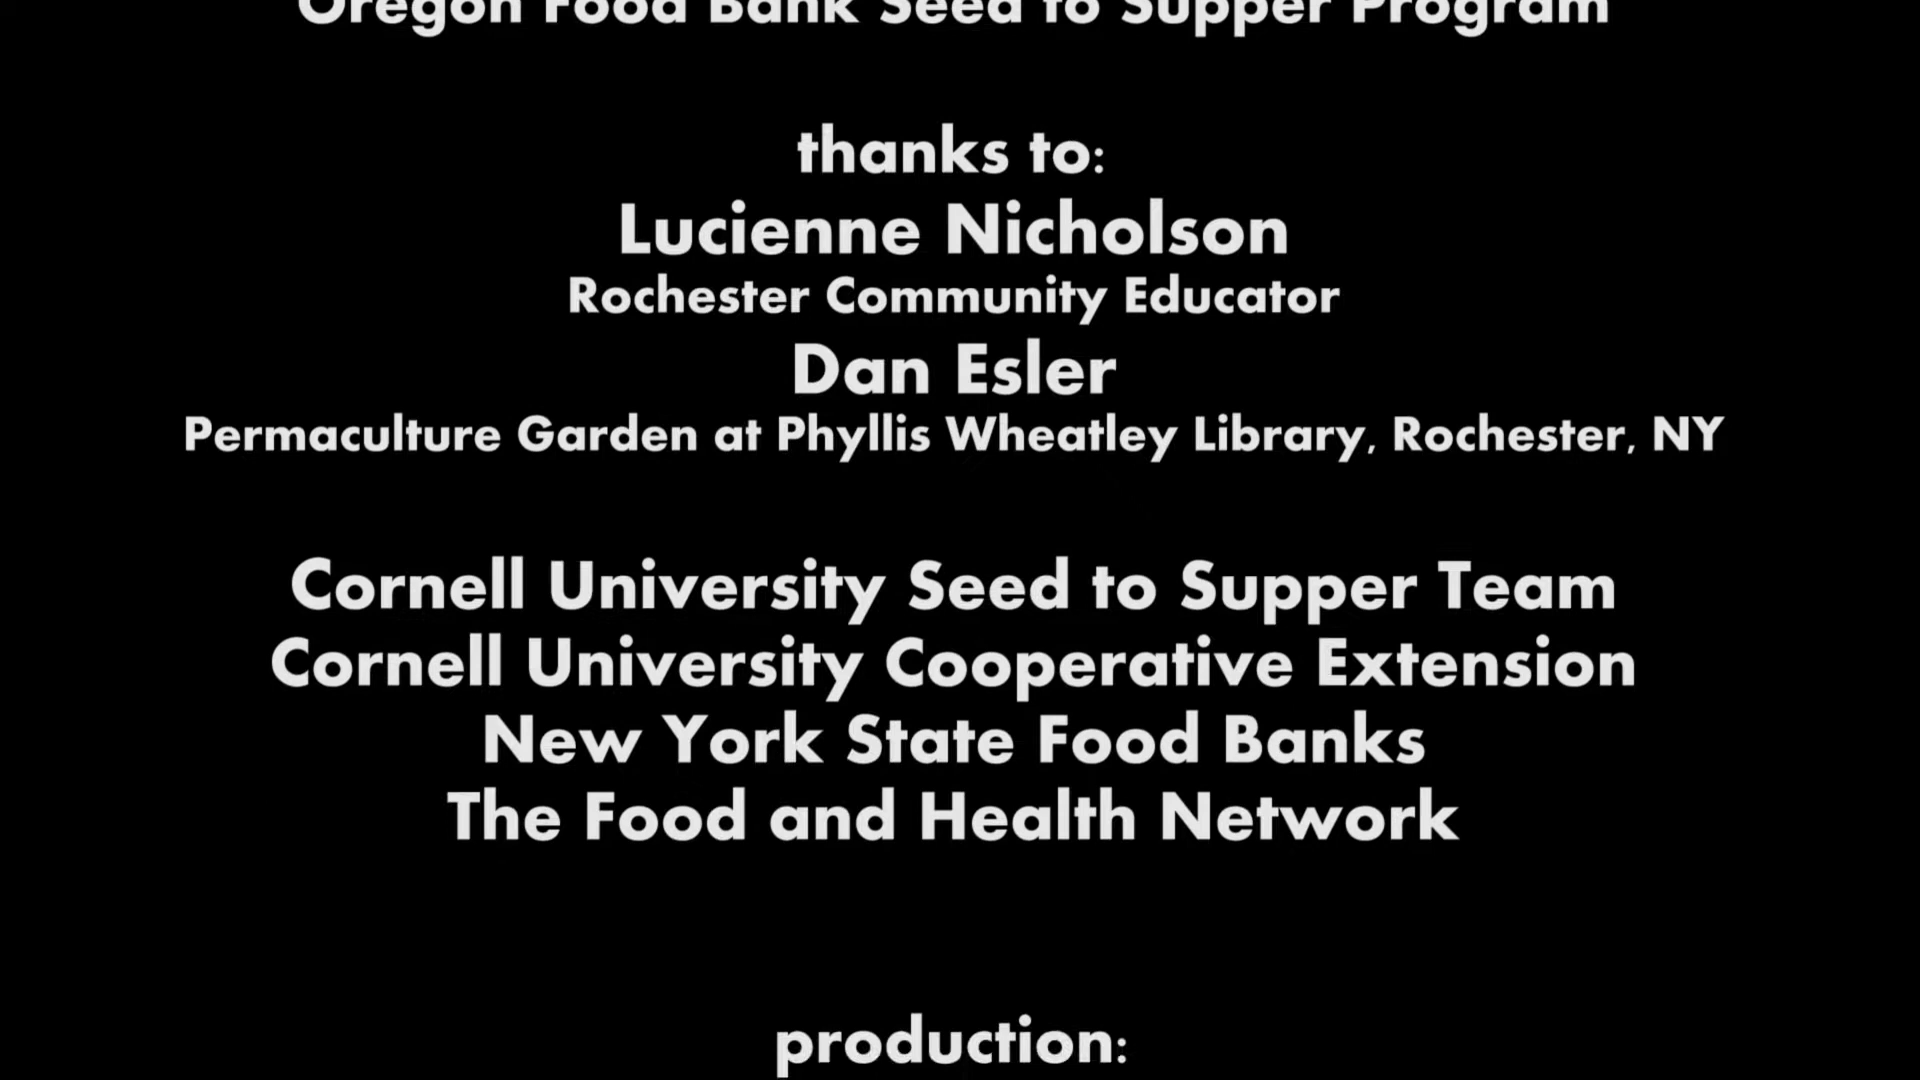 Oregon Food Bank Seed to Supper Program
thanks to:
Lucienne Nicholson
Rochester Community Educator
Dan Esler
Permaculture Garden at Phyllis Wheatley Library, Rochester, NY
Cornell University Seed to Supper Team
Cornell University Cooperative Extension
New York State Food Banks
The Food and Health Network
production: